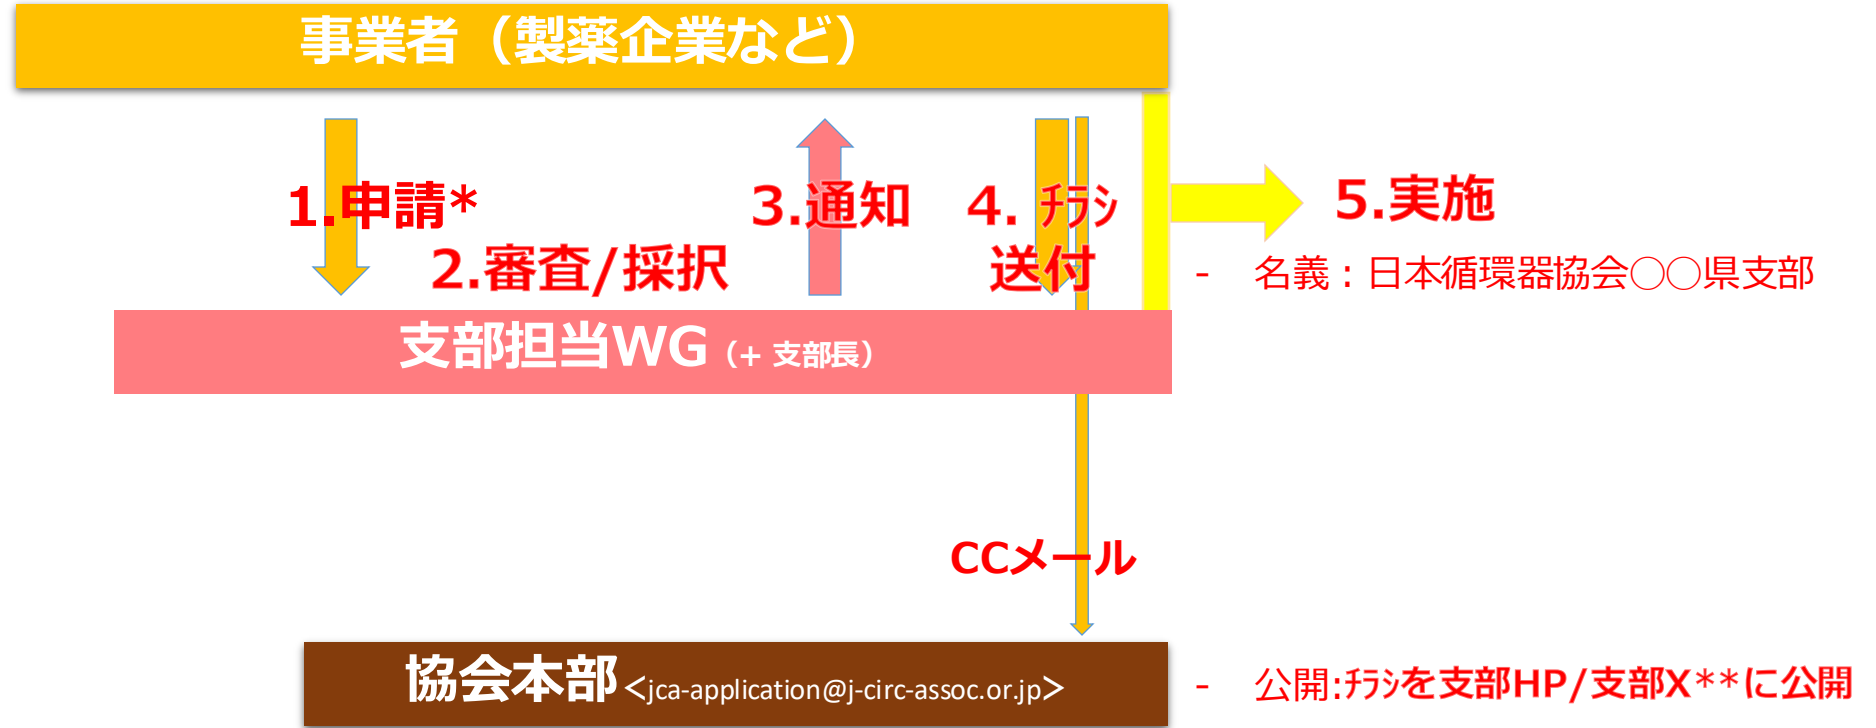 事業者（製薬企業など）
1.申請*
2.審査/採択
3.通知
4. ﾁﾗｼ
送付
5.実施
- 名義：日本循環器協会〇〇県支部
支部担当WG（+ 支部長）
CCメール
協会本部<jca-application@j-circ-assoc.or.jp>
- 公開:ﾁﾗｼを支部HP/支部X**に公開